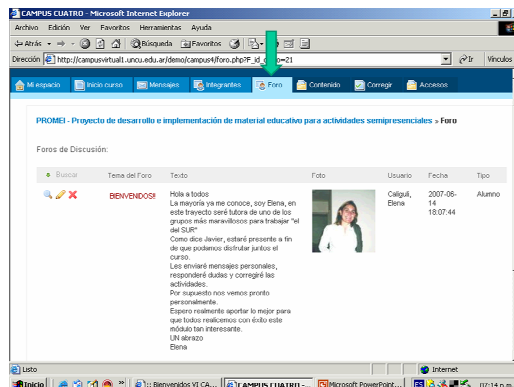 CAMPUS CUATRO - Microsoft Internet Explorer
Archivo Edición Ver Favoritos Herramientas Ayuda
Atrás Búsqueda Favoritos
Dirección http://campusvirtual1.uncu.edu.ar/demo/campus4/foro.php?F_id_ =21 Ir Vínculos
Mi espacio Inicio curso Mensajes Integrantes Foro Contenido Corregir Accesos
PROMEI - Proyecto de desarrollo e implementación de material educativo para actividades semipresenciales » Foro
Foros de Discusión:
Buscar Tema del Foro Texto Foto Usuario Fecha Tipo
BIENVENIDOS!! Hola a todos Caliguli, 2007-06- Alumno
La mayoría ya me conoce, soy Elena, en Elena 14
este trayecto seré tutora de uno de los 18:07:44
grupos más maravillosos para trabajar "el
del SUR"
Como dice Javier, estaré presente a fin
de que podamos disfrutar juntos el
curso.
Les enviaré mensajes personales,
responderé dudas y corregiré las
actividades.
Por supuesto nos vemos pronto
personalmente.
Espero realmente aportar lo mejor para
que todos realicemos con éxito este
módulo tan interesante.
UN abrazo
Elena
Listo Internet
Inicio » :: Bienvenidos VI CA... CAMPUS CUATRO -... Microsoft PowerPoint... ES 07:14 p.m.